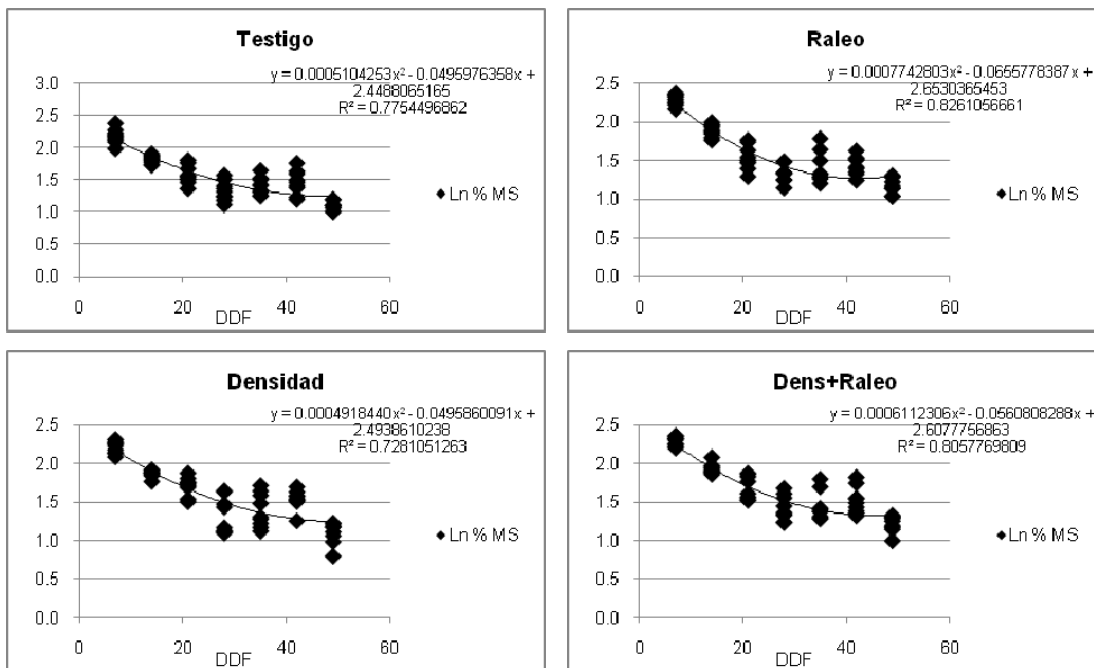 Testigo
y = 0.0005104253x² - 0.0495976358x +
2.4488065165
R² = 0.7754496862
3.0
2.5
2.0
1.5
1.0
0.5
0.0
0
20
40
60
DDF
Ln % MS
Raleo
y = 0.0007742803x² - 0.0655778387x +
2.6530365453
R² = 0.8261056661
2.5
2.0
1.5
1.0
0.5
0.0
0
20
40
60
DDF
Ln % MS
Densidad
y = 0.0004918440x² - 0.0495860091x +
2.4938610238
R² = 0.7281051263
2.5
2.0
1.5
1.0
0.5
0.0
0
20
40
60
DDF
Ln % MS
Dens+Raleo
y = 0.0006112306x² - 0.0560808288x +
2.6077756863
R² = 0.8057769809
2.5
2.0
1.5
1.0
0.5
0.0
0
20
40
60
DDF
Ln % MS